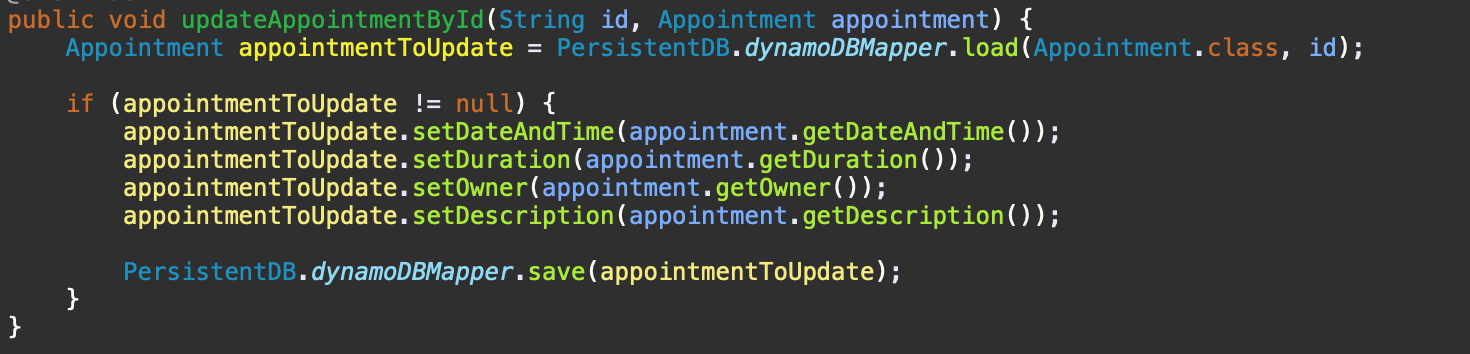 public void updateAppointmentById(String id, Appointment appointment) {
Appointment appointmentToUpdate = PersistentDB.dynamoDBMapper.load(Appointment.class, id);
if (appointmentToUpdate != null) {
appointmentToUpdate.setDateAndTime(appointment.getDateAndTime());
appointmentToUpdate.setDuration(appointment.getDuration());
appointmentToUpdate.setOwner(appointment.getOwner());
appointmentToUpdate.setDescription(appointment.getDescription());
PersistentDB.dynamoDBMapper.save(appointmentToUpdate);
}
}